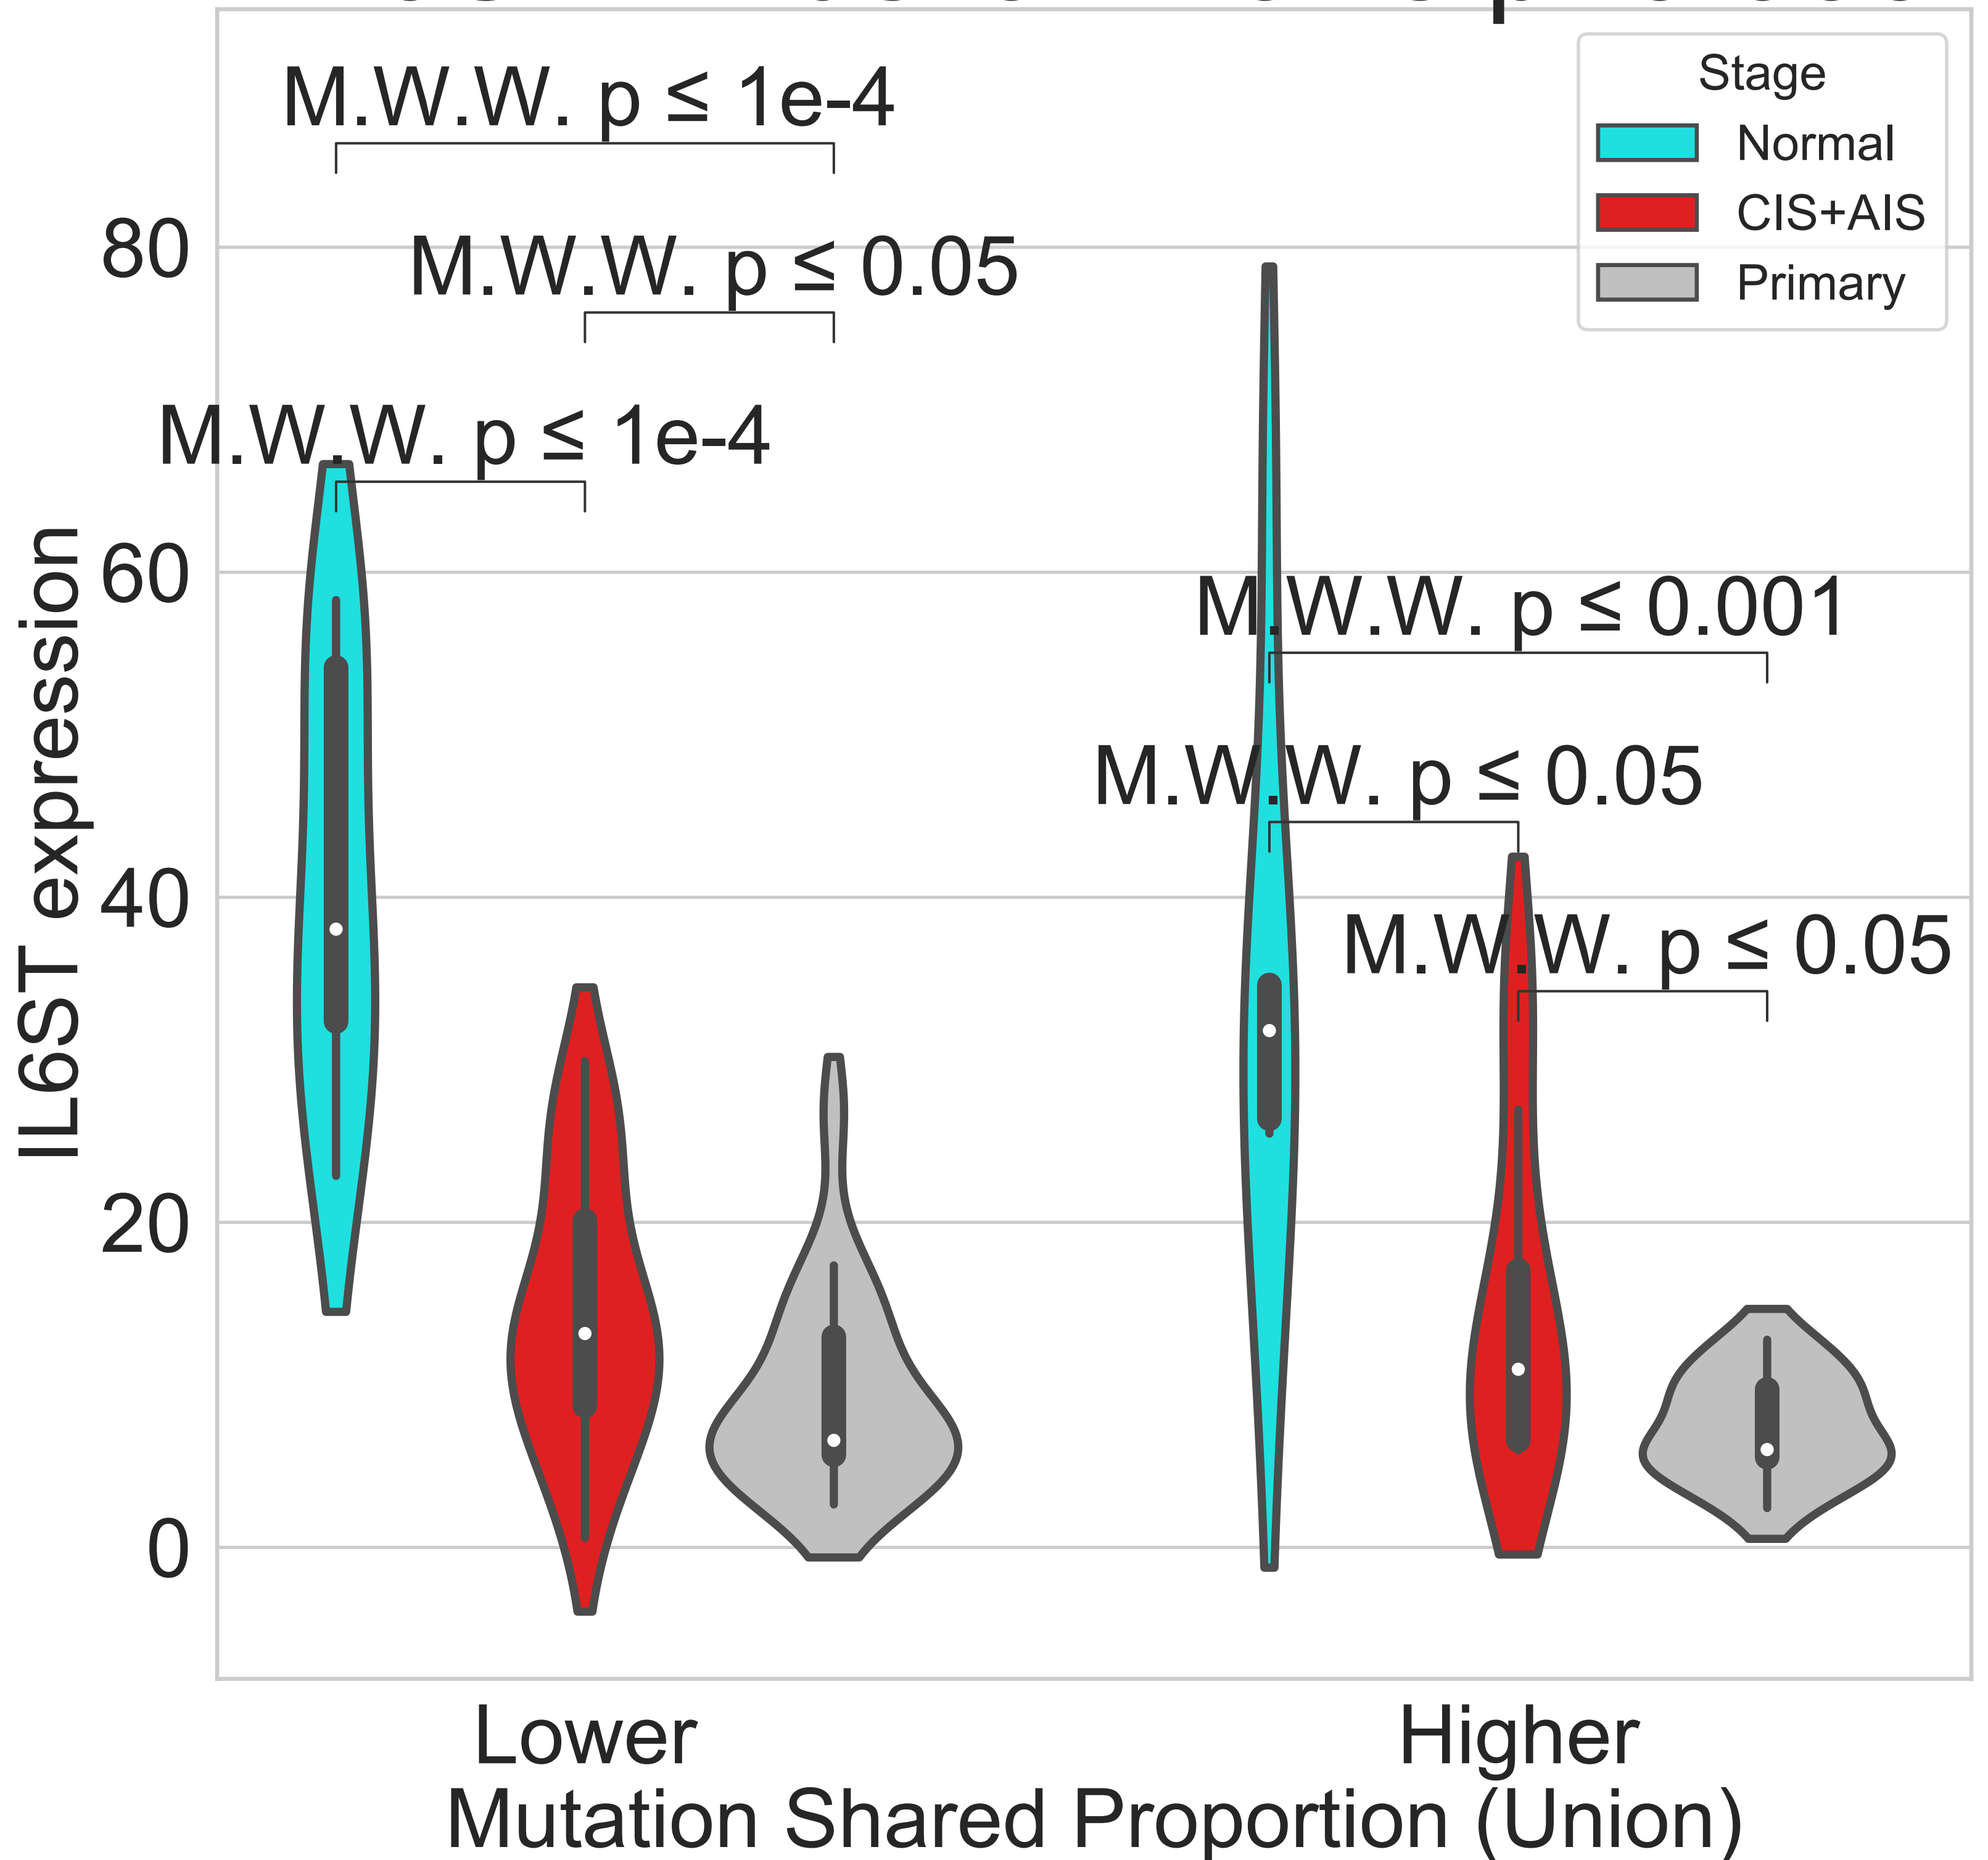 M.W.W. p ≤ 1e-4
Stage
Normal
CIS+AIS
Primary
80
M.W.W. p ≤ 0.05
M.W.W. p ≤ 1e-4
60
M.W.W. p ≤ 0.001
M.W.W. p ≤ 0.05
40
M.W.W. p ≤ 0.05
20
0
IL6ST expression
Lower
Higher
Mutation Shared Proportion (Union)